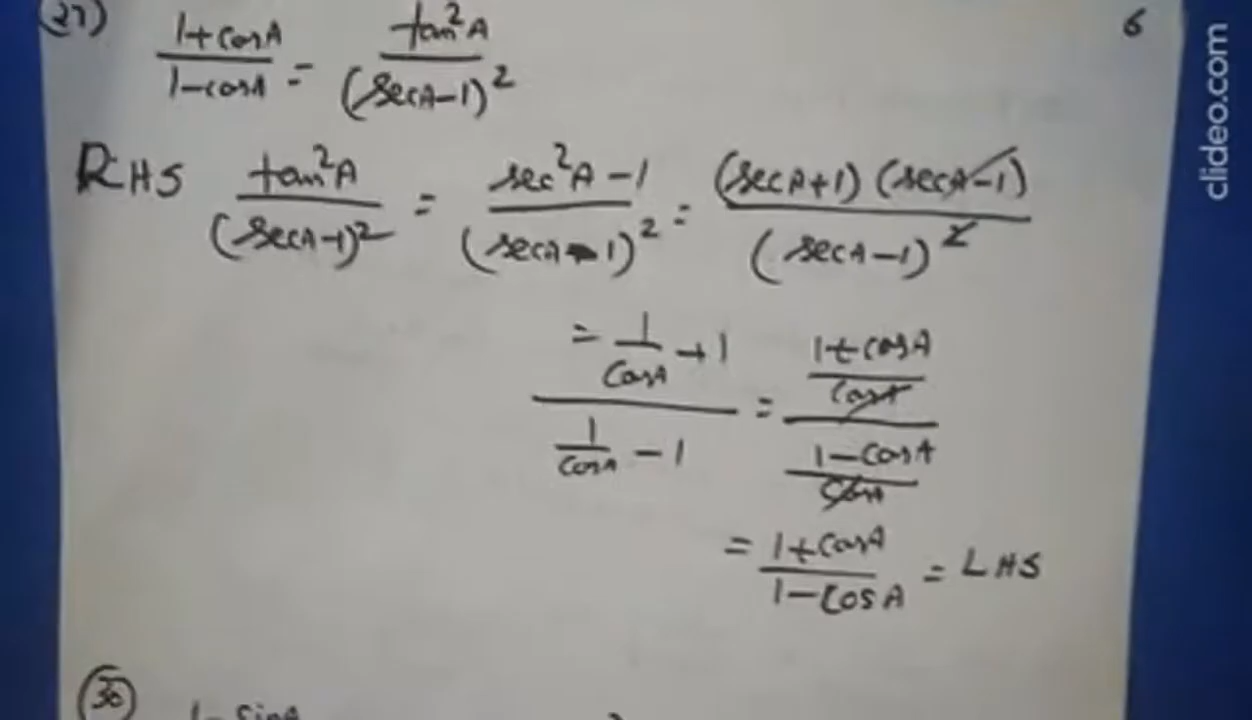 (27) (1+cosA)/(1-cosA) = tan²A/(secA-1)²
6
RHS tan²A/(secA-1)² = (sec²A-1)/(secA-1)² = (secA+1)(secA-1)/(secA-1)²
= (1/cosA + 1)/(1/cosA - 1) = ((1+cosA)/cosA)/((1-cosA)/cosA)
= (1+cosA)/(1-cosA) = LHS
(30) 1-sinA
clideo.com